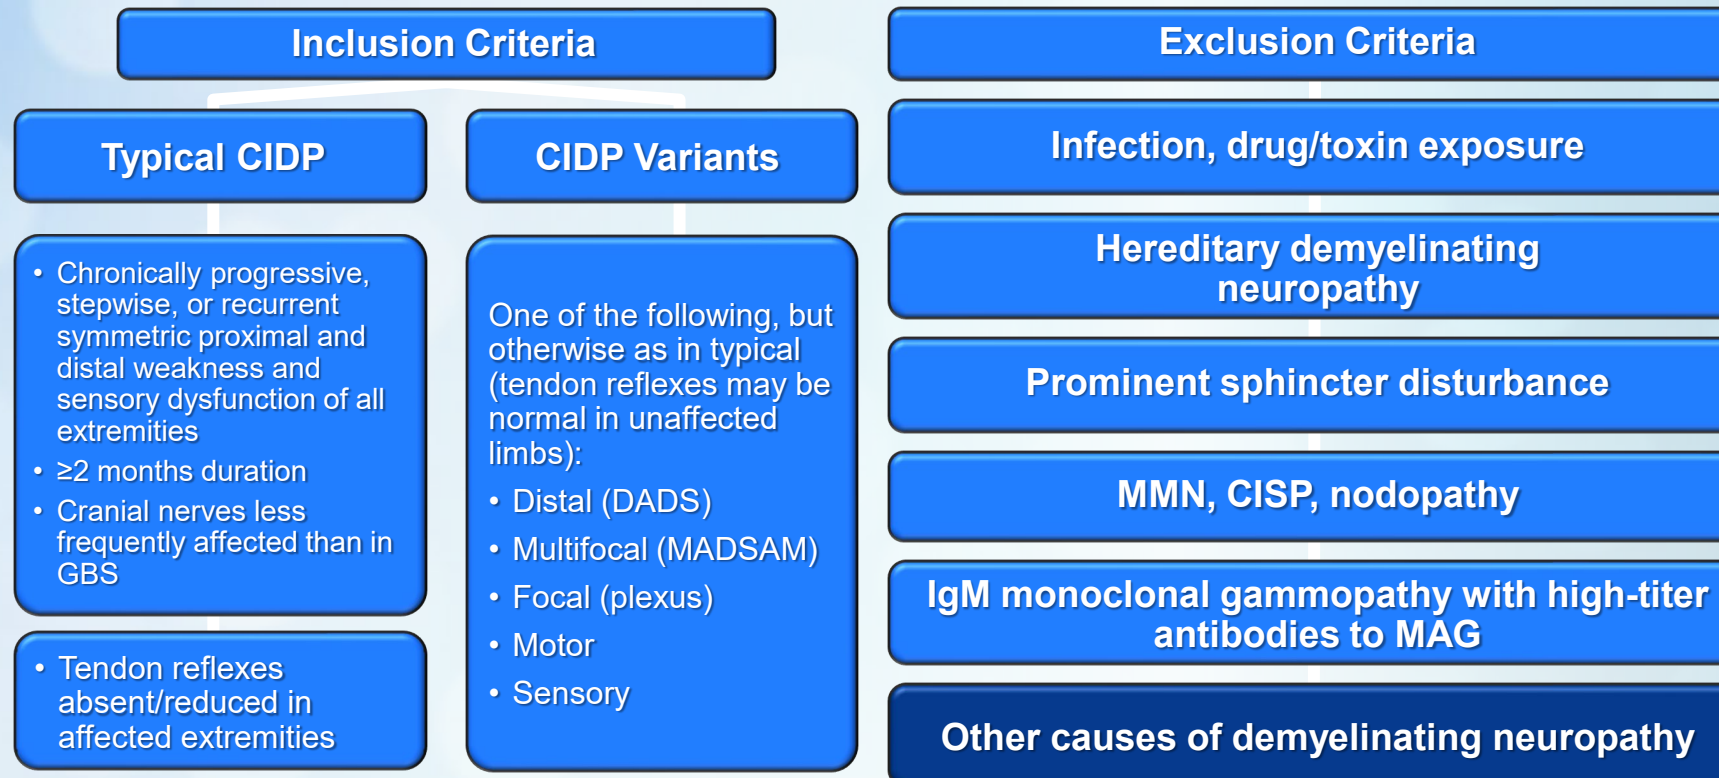 Inclusion Criteria
Typical CIDP
• Chronically progressive,
stepwise, or recurrent
symmetric proximal and
distal weakness and
sensory dysfunction of all
extremities
• ≥2 months duration
• Cranial nerves less
frequently affected than in
GBS
• Tendon reflexes
absent/reduced in
affected extremities
CIDP Variants
One of the following, but
otherwise as in typical
(tendon reflexes may be
normal in unaffected
limbs):
• Distal (DADS)
• Multifocal (MADSAM)
• Focal (plexus)
• Motor
• Sensory
Exclusion Criteria
Infection, drug/toxin exposure
Hereditary demyelinating
neuropathy
Prominent sphincter disturbance
MMN, CISP, nodopathy
IgM monoclonal gammopathy with high-titer
antibodies to MAG
Other causes of demyelinating neuropathy